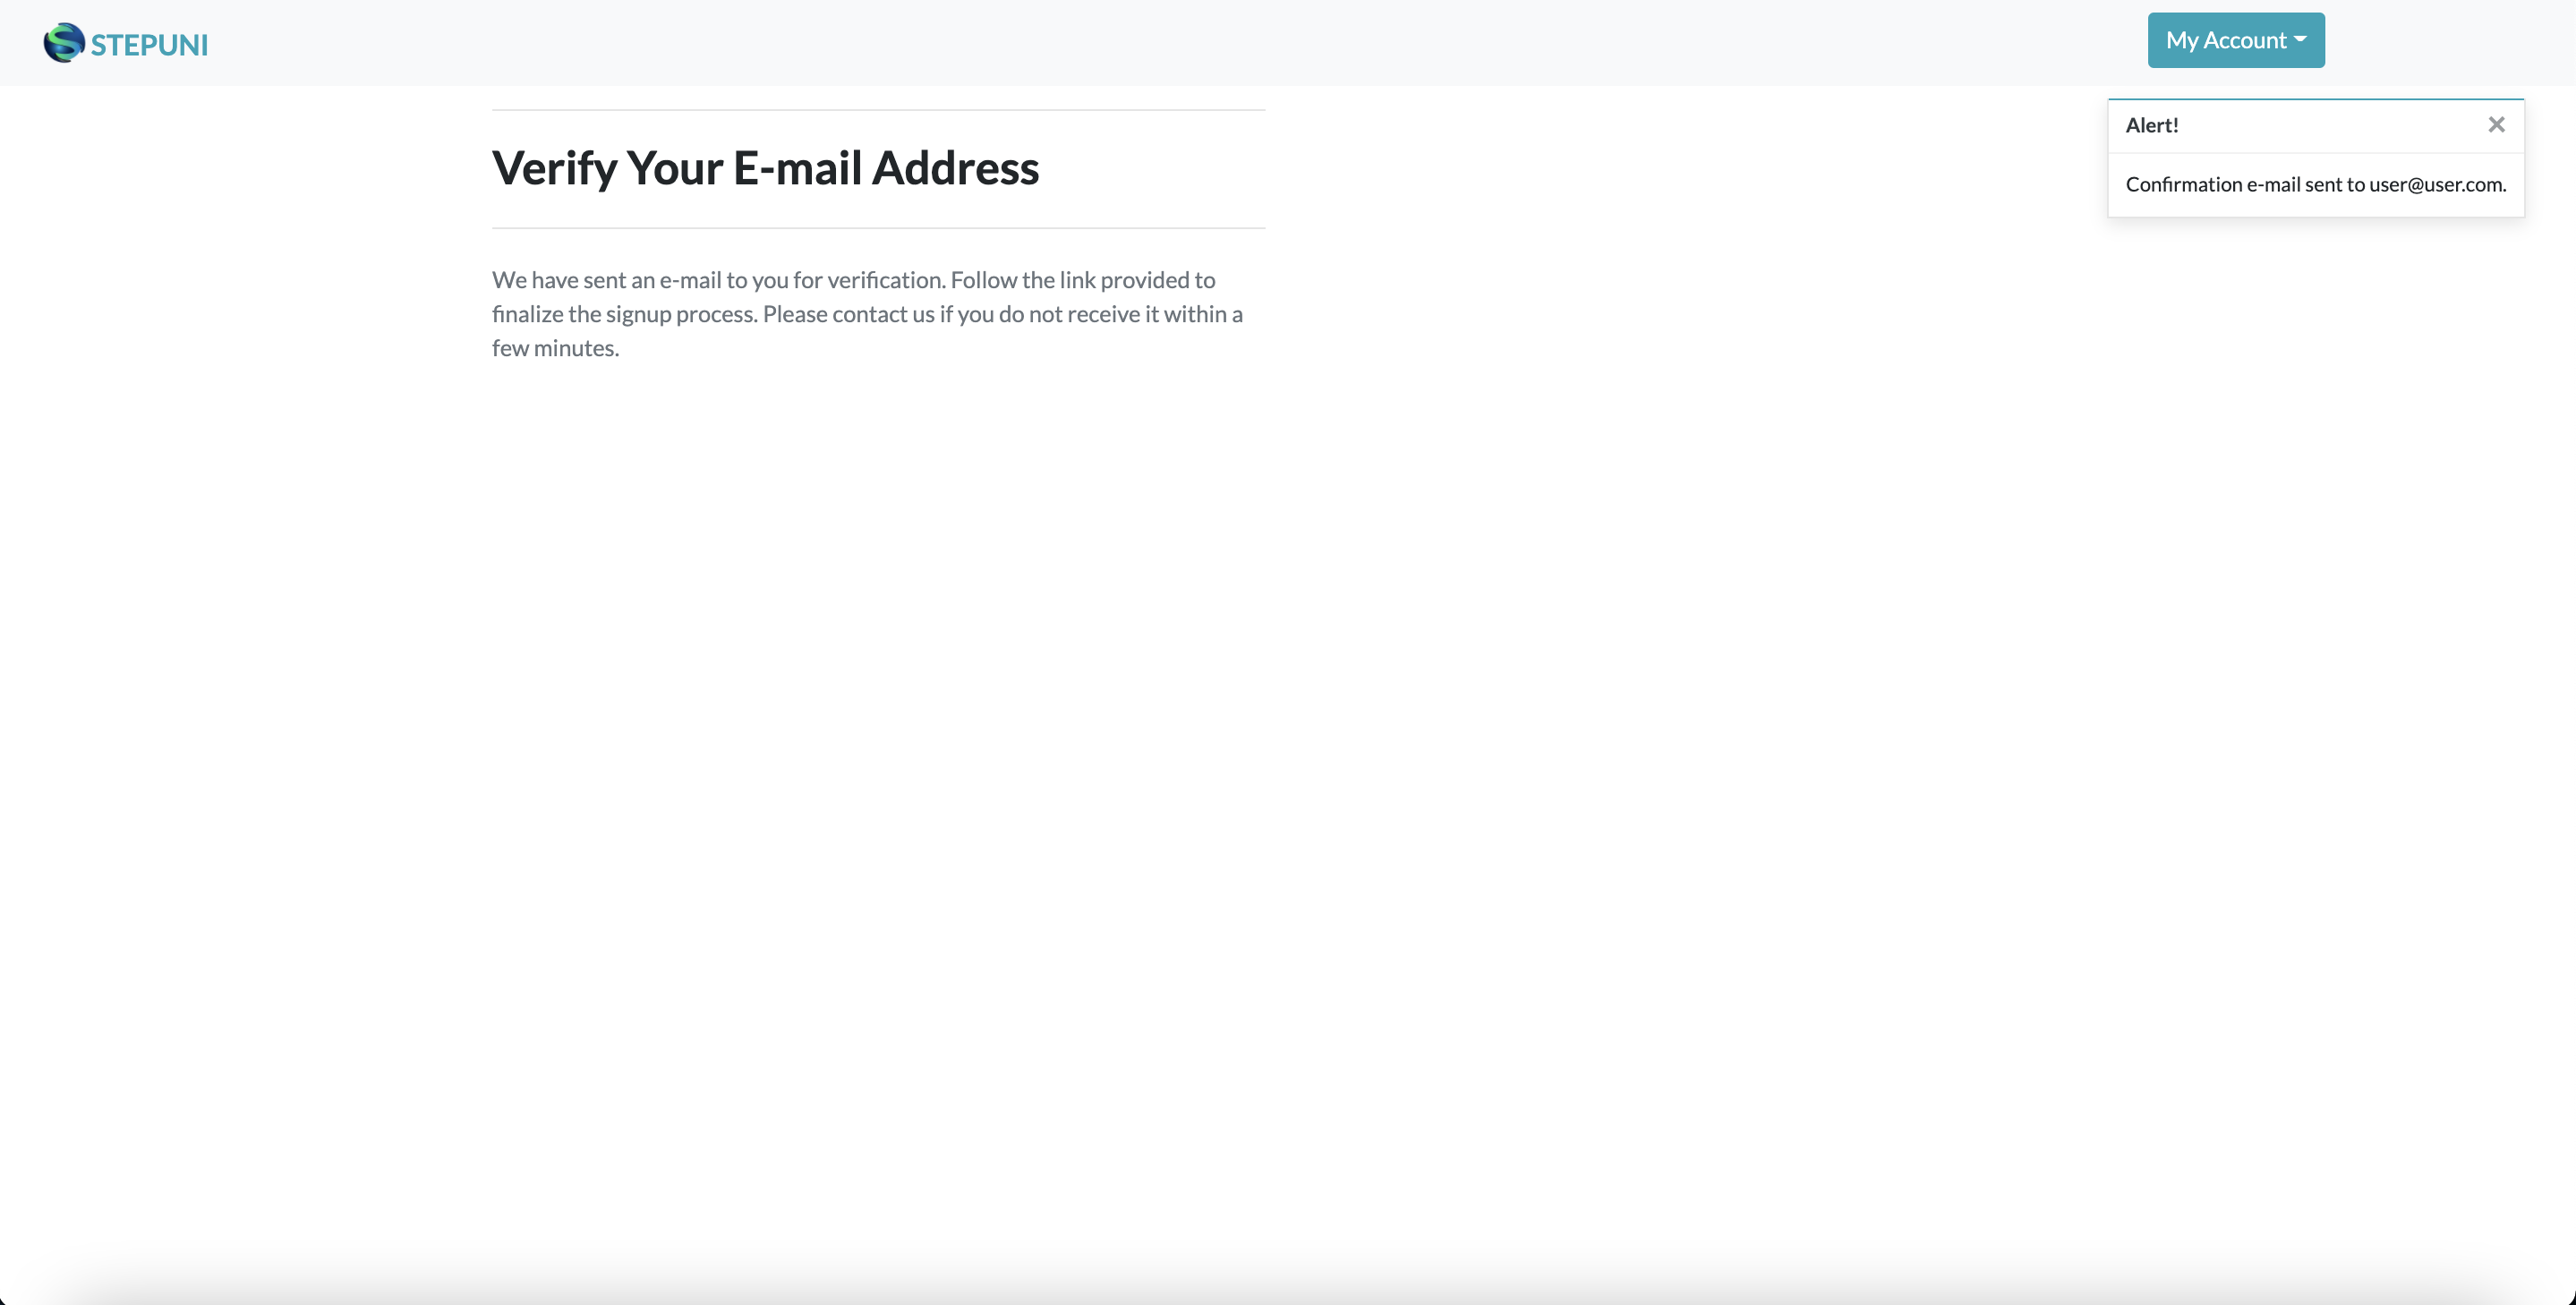 STEPUNI
My Account
Alert!
Confirmation e-mail sent to user@user.com.
Verify Your E-mail Address
We have sent an e-mail to you for verification. Follow the link provided to
finalize the signup process. Please contact us if you do not receive it within a
few minutes.